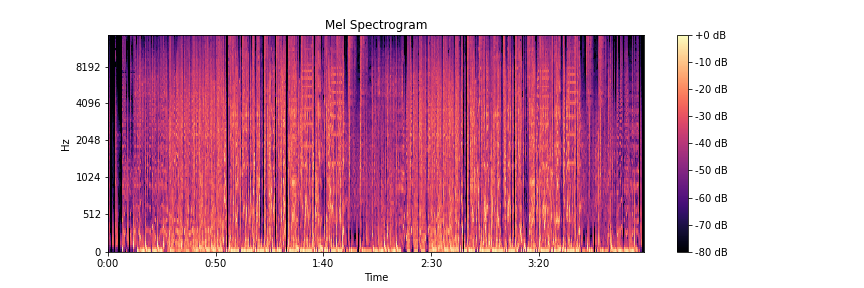 Mel Spectrogram
Hz
8192
4096
2048
1024
512
0
0:00 0:50 1:40 2:30 3:20
Time
+0 dB
-10 dB
-20 dB
-30 dB
-40 dB
-50 dB
-60 dB
-70 dB
-80 dB